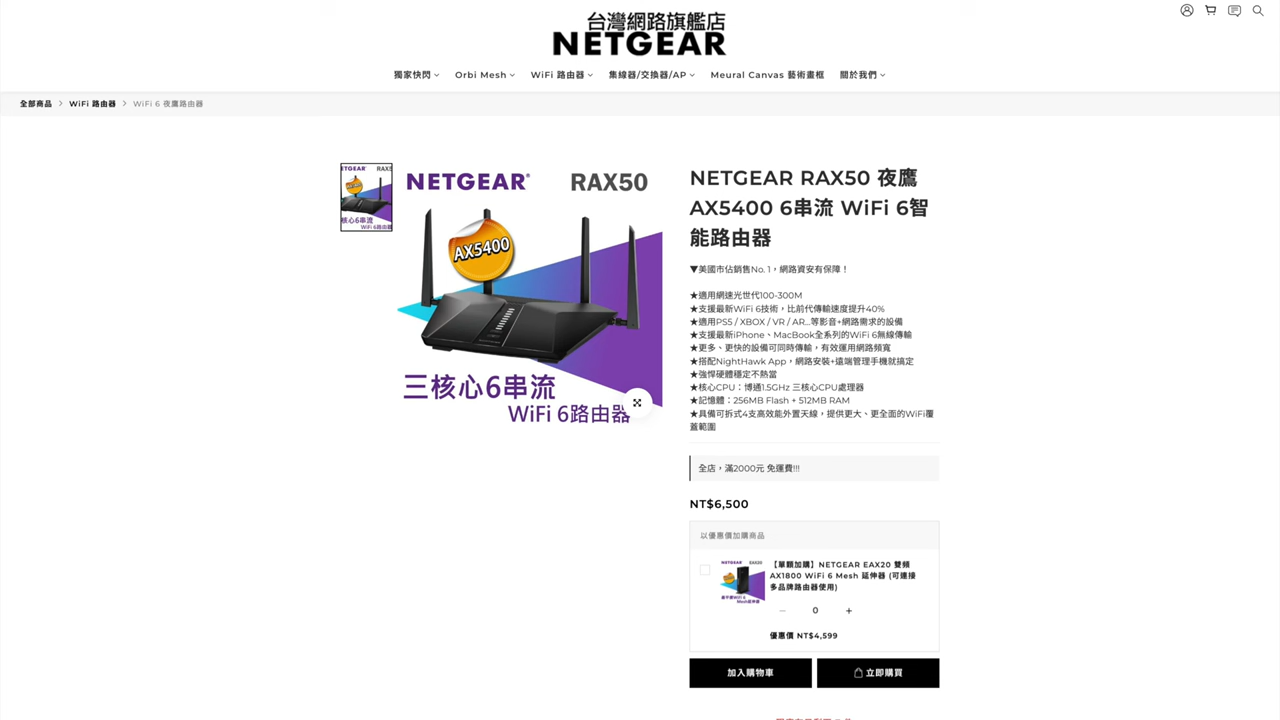 台灣網路旗艦店
NETGEAR
獨家快閃
Orbi Mesh
WiFi 路由器
集線器/交換器/AP
Meural Canvas 藝術畫框
關於我們
全部商品
WiFi 路由器
WiFi 6 夜鷹路由器
ETGEAR
RAX5
AX5400
核心6串流
WiFi 6路由器
NETGEAR
RAX50
AX5400
三核心6串流
WiFi 6路由器
NETGEAR RAX50 夜鷹
AX5400 6串流 WiFi 6智
能路由器
▼美國市佔銷售No. 1，網路資安有保障！
★適用網速光世代100-300M
★支援最新WiFi 6技術，比前代傳輸速度提升40%
★適用PS5 / XBOX / VR / AR...等影音+網路需求的設備
★支援最新iPhone、MacBook全系列的WiFi 6無線傳輸
★更多、更快的設備可同時傳輸，有效運用網路頻寬
★搭配NightHawk App，網路安裝+遠端管理手機就搞定
★強悍硬體穩定不熱當
★核心CPU：博通1.5GHz 三核心CPU處理器
★記憶體：256MB Flash + 512MB RAM
★具備可拆式4支高效能外置天線，提供更大、更全面的WiFi覆
蓋範圍
全店，滿2000元 免運費!!!
NT$6,500
以優惠價加購商品
NETGEAR
EAX20
【單顆加購】NETGEAR EAX20 雙頻
AX1800 WiFi 6 Mesh 延伸器 (可連接
多品牌路由器使用)
0
優惠價 NT$4,599
加入購物車
立即購買